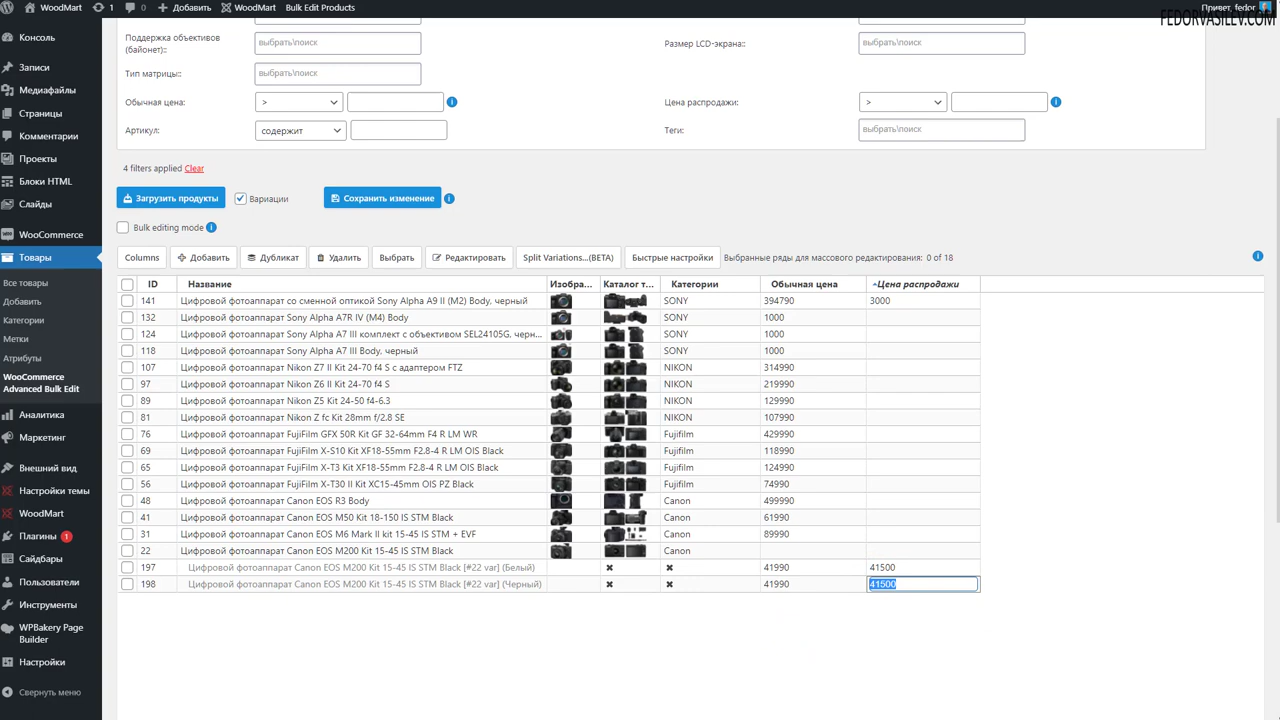 WoodMart 1 0 + Добавить WoodMart Bulk Edit Products Привет, fedor
FEDORVASILEV.COM
Консоль
Записи
Медиафайлы
Страницы
Комментарии
Проекты
Блоки HTML
Слайды
WooCommerce
Товары
Все товары
Добавить
Категории
Метки
Атрибуты
WooCommerce
Advanced Bulk Edit
Аналитика
Маркетинг
Внешний вид
Настройки темы
WoodMart
Плагины 1
Сайдбары
Пользователи
Инструменты
WPBakery Page
Builder
Настройки
Свернуть меню
Поддержка объективов
(байонет):: выбрать\поиск Размер LCD-экрана:: выбрать\поиск
Тип матрицы:: выбрать\поиск
Обычная цена: > Цена распродажи: >
Артикул: содержит Теги: выбрать\поиск
4 filters applied Clear
Загрузить продукты Вариации Сохранить изменение
Bulk editing mode
Columns Добавить Дубликат Удалить Выбрать Редактировать Split Variations...(BETA) Быстрые настройки Выбранные ряды для массового редактирования: 0 of 18
ID Название Изобра... Каталог т... Категории Обычная цена Цена распродажи
141 Цифровой фотоаппарат со сменной оптикой Sony Alpha A9 II (M2) Body, черный SONY 394790 3000
132 Цифровой фотоаппарат Sony Alpha A7R IV (M4) Body SONY 1000
124 Цифровой фотоаппарат Sony Alpha A7 III комплект с объективом SEL24105G, черн... SONY 1000
118 Цифровой фотоаппарат Sony Alpha A7 III Body, черный SONY 1000
107 Цифровой фотоаппарат Nikon Z7 II Kit 24-70 f4 S с адаптером FTZ NIKON 314990
97 Цифровой фотоаппарат Nikon Z6 II Kit 24-70 f4 S NIKON 219990
89 Цифровой фотоаппарат Nikon Z5 Kit 24-50 f4-6.3 NIKON 129990
81 Цифровой фотоаппарат Nikon Z fc Kit 28mm f/2.8 SE NIKON 107990
76 Цифровой фотоаппарат FujiFilm GFX 50R Kit GF 32-64mm F4 R LM WR Fujifilm 429990
69 Цифровой фотоаппарат FujiFilm X-S10 Kit XF18-55mm F2.8-4 R LM OIS Black Fujifilm 118990
65 Цифровой фотоаппарат FujiFilm X-T3 Kit XF18-55mm F2.8-4 R LM OIS Black Fujifilm 124990
56 Цифровой фотоаппарат FujiFilm X-T30 II Kit XC15-45mm OIS PZ Black Fujifilm 74990
48 Цифровой фотоаппарат Canon EOS R3 Body Canon 499990
41 Цифровой фотоаппарат Canon EOS M50 Kit 18-150 IS STM Black Canon 61990
31 Цифровой фотоаппарат Canon EOS M6 Mark II kit 15-45 IS STM + EVF Canon 89990
22 Цифровой фотоаппарат Canon EOS M200 Kit 15-45 IS STM Black Canon
197 Цифровой фотоаппарат Canon EOS M200 Kit 15-45 IS STM Black [#22 var] (Белый) 41990 41500
198 Цифровой фотоаппарат Canon EOS M200 Kit 15-45 IS STM Black [#22 var] (Черный) 41990 41500